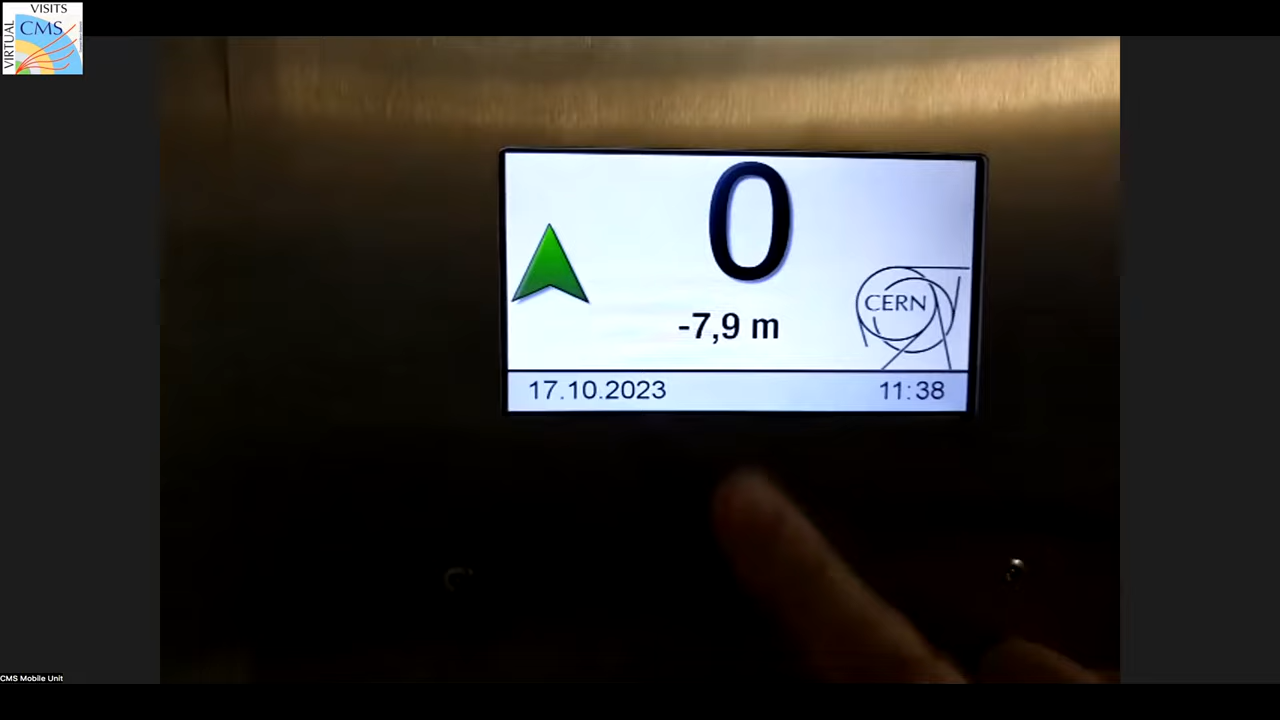 VISITS
VIRTUAL
CMS
0
-7,9 m
CERN
17.10.2023
11:38
CMS Mobile Unit